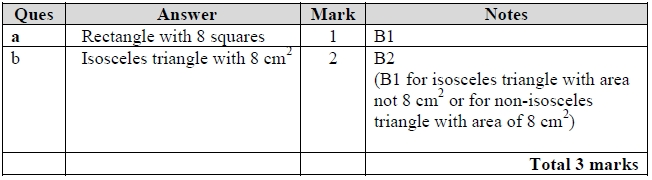 Ques Answer Mark Notes
a Rectangle with 8 squares 1 B1
b Isosceles triangle with 8 cm² 2 B2
(B1 for isosceles triangle with area
not 8 cm² or for non-isosceles
triangle with area of 8 cm²)
Total 3 marks